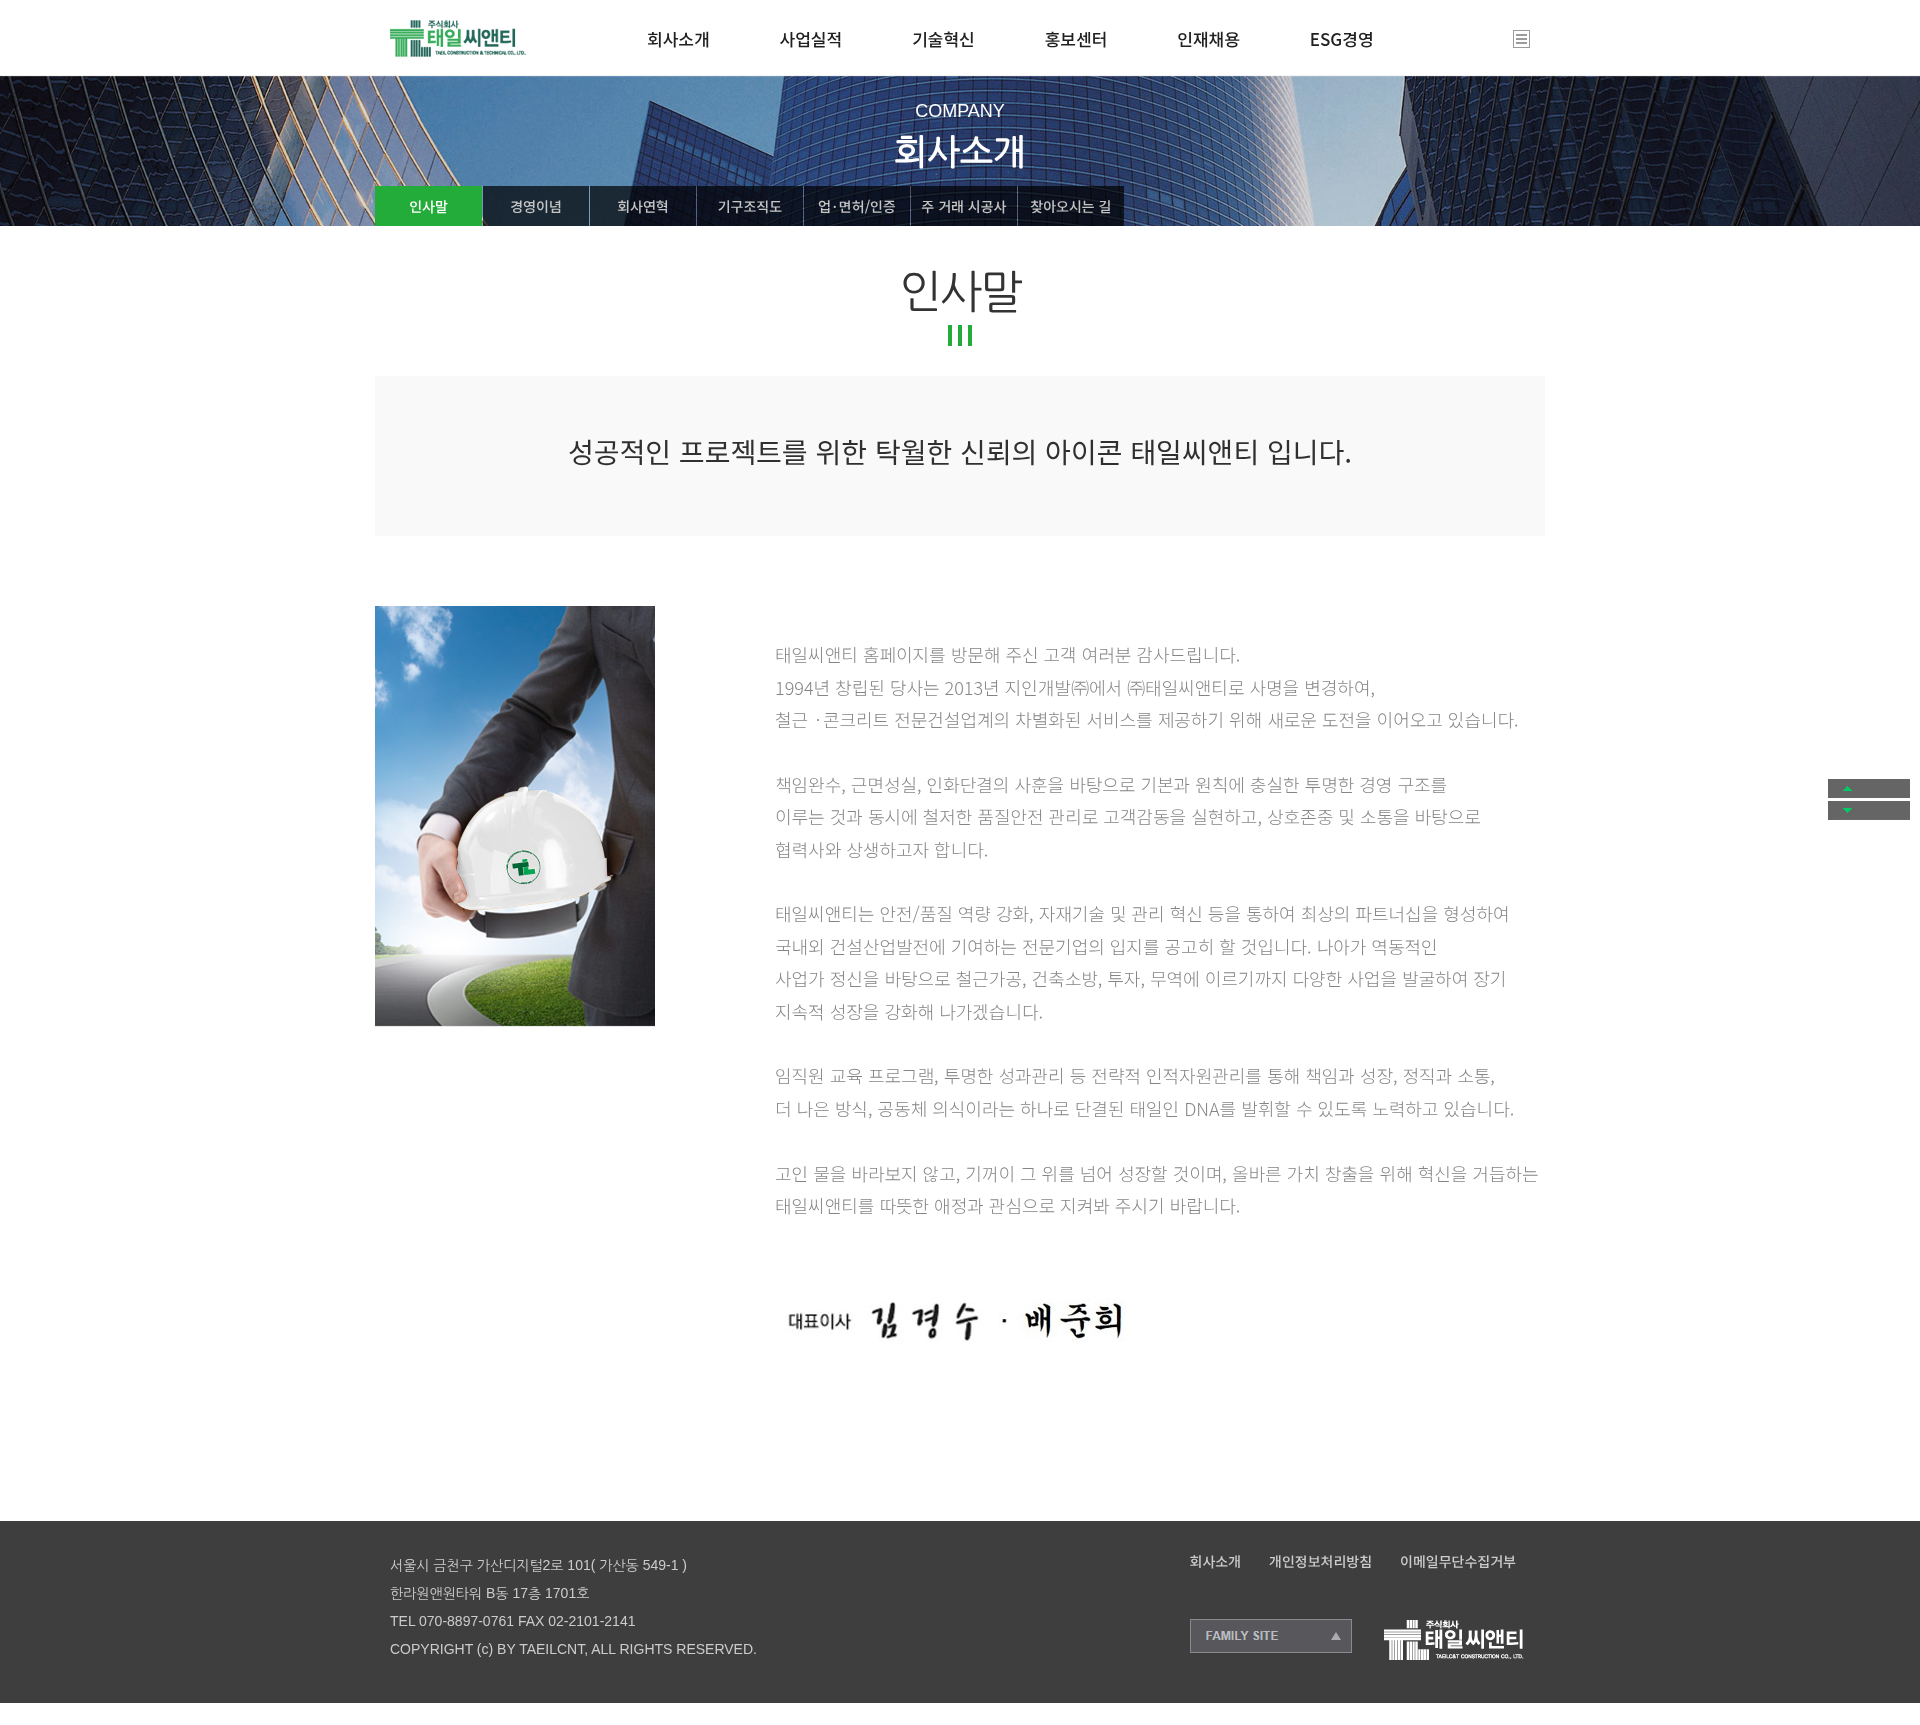 주식회사
태일씨앤티
TAEIL CONSTRUCTION & TECHNICAL CO., LTD.
회사소개 사업실적 기술혁신 홍보센터 인재채용 ESG경영
COMPANY
회사소개
인사말 경영이념 회사연혁 기구조직도 업·면허/인증 주 거래 시공사 찾아오시는 길
인사말
성공적인 프로젝트를 위한 탁월한 신뢰의 아이콘 태일씨앤티 입니다.
태일씨앤티 홈페이지를 방문해 주신 고객 여러분 감사드립니다.
1994년 창립된 당사는 2013년 지인개발㈜에서 ㈜태일씨앤티로 사명을 변경하여,
철근 ·콘크리트 전문건설업계의 차별화된 서비스를 제공하기 위해 새로운 도전을 이어오고 있습니다.
책임완수, 근면성실, 인화단결의 사훈을 바탕으로 기본과 원칙에 충실한 투명한 경영 구조를
이루는 것과 동시에 철저한 품질안전 관리로 고객감동을 실현하고, 상호존중 및 소통을 바탕으로
협력사와 상생하고자 합니다.
태일씨앤티는 안전/품질 역량 강화, 자재기술 및 관리 혁신 등을 통하여 최상의 파트너십을 형성하여
국내외 건설산업발전에 기여하는 전문기업의 입지를 공고히 할 것입니다. 나아가 역동적인
사업가 정신을 바탕으로 철근가공, 건축소방, 투자, 무역에 이르기까지 다양한 사업을 발굴하여 장기
지속적 성장을 강화해 나가겠습니다.
임직원 교육 프로그램, 투명한 성과관리 등 전략적 인적자원관리를 통해 책임과 성장, 정직과 소통,
더 나은 방식, 공동체 의식이라는 하나로 단결된 태일인 DNA를 발휘할 수 있도록 노력하고 있습니다.
고인 물을 바라보지 않고, 기꺼이 그 위를 넘어 성장할 것이며, 올바른 가치 창출을 위해 혁신을 거듭하는
태일씨앤티를 따뜻한 애정과 관심으로 지켜봐 주시기 바랍니다.
대표이사 김경수 · 배준희
서울시 금천구 가산디지털2로 101( 가산동 549-1 )
한라원앤원타워 B동 17층 1701호
TEL 070-8897-0761 FAX 02-2101-2141
COPYRIGHT (c) BY TAEILCNT, ALL RIGHTS RESERVED.
회사소개 개인정보처리방침 이메일무단수집거부
FAMILY SITE
주식회사
태일씨앤티
TAEILC&T CONSTRUCTION CO., LTD.